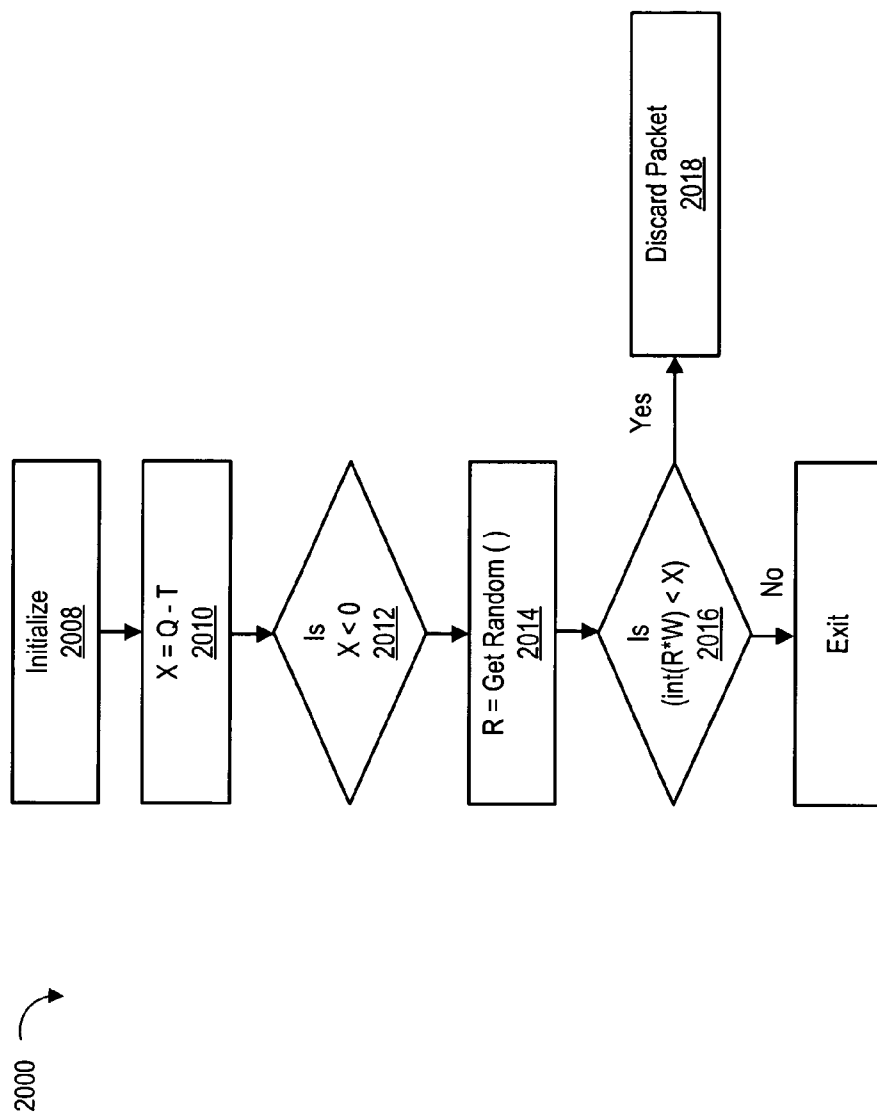 2000
Initialize
2008
X = Q - T
2010
Is
X < 0
2012
R = Get Random ( )
2014
Is
(int(R*W) < X)
2016
Yes
Discard Packet
2018
No
Exit